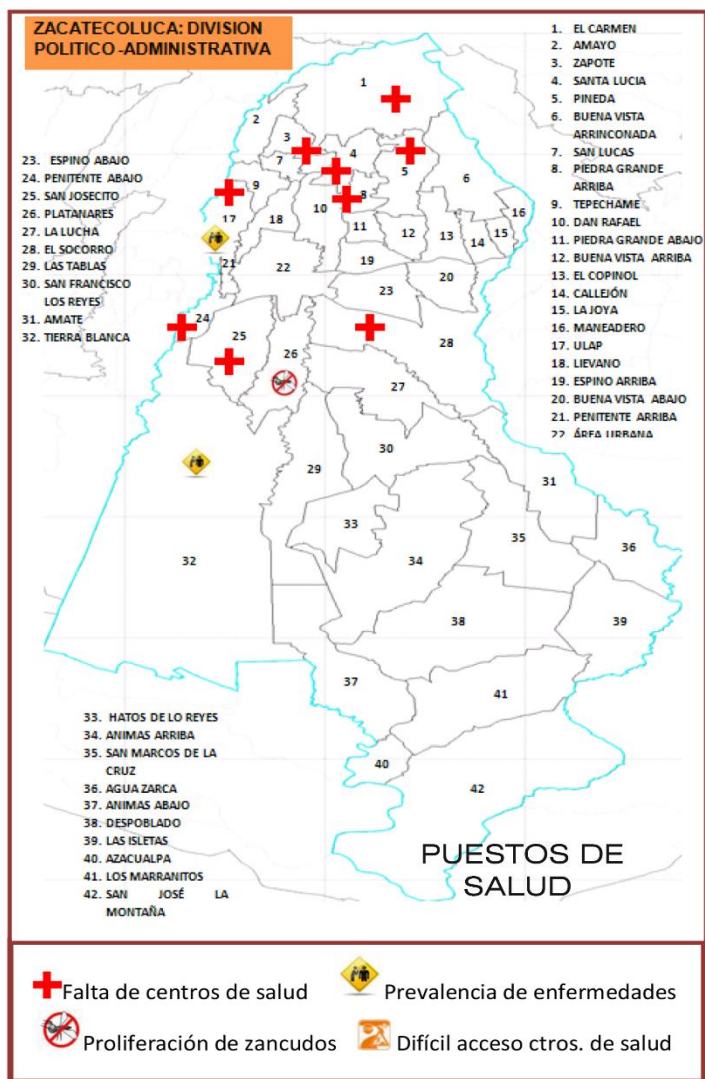 ZACATECOLUCA: DIVISION
POLITICO -ADMINISTRATIVA
1. EL CARMEN
2. AMAYO
3. ZAPOTE
4. SANTA LUCIA
5. PINEDA
6. BUENA VISTA
ARRINCONADA
7. SAN LUCAS
8. PIEDRA GRANDE
ARRIBA
9. TEPECHAME
10. DAN RAFAEL
11. PIEDRA GRANDE ABAJO
12. BUENA VISTA ARRIBA
13. EL COPINOL
14. CALLEJÓN
15. LA JOYA
16. MANEADERO
17. ULAP
18. LIEVANO
19. ESPINO ARRIBA
20. BUENA VISTA ABAJO
21. PENITENTE ARRIBA
22 ÁREA URBANA
23. ESPINO ABAJO
24. PENITENTE ABAJO
25. SAN JOSECITO
26. PLATANARES
27. LA LUCHA
28. EL SOCORRO
29. LAS TABLAS
30. SAN FRANCISCO
LOS REYES
31. AMATE
32. TIERRA BLANCA
1
2
3
4
7
5
6
9
8
10
16
17
18
11
12
13
14
15
19
21
22
20
23
24
25
26
28
27
30
29
31
33
35
34
36
32
38
39
37
41
40
42
33. HATOS DE LO REYES
34. ANIMAS ARRIBA
35. SAN MARCOS DE LA
CRUZ
36. AGUA ZARCA
37. ANIMAS ABAJO
38. DESPOBLADO
39. LAS ISLETAS
40. AZACUALPA
41. LOS MARRANITOS
42. SAN JOSÉ LA
MONTAÑA
PUESTOS DE
SALUD
Falta de centros de salud
Prevalencia de enfermedades
Proliferación de zancudos
Difícil acceso ctros. de salud